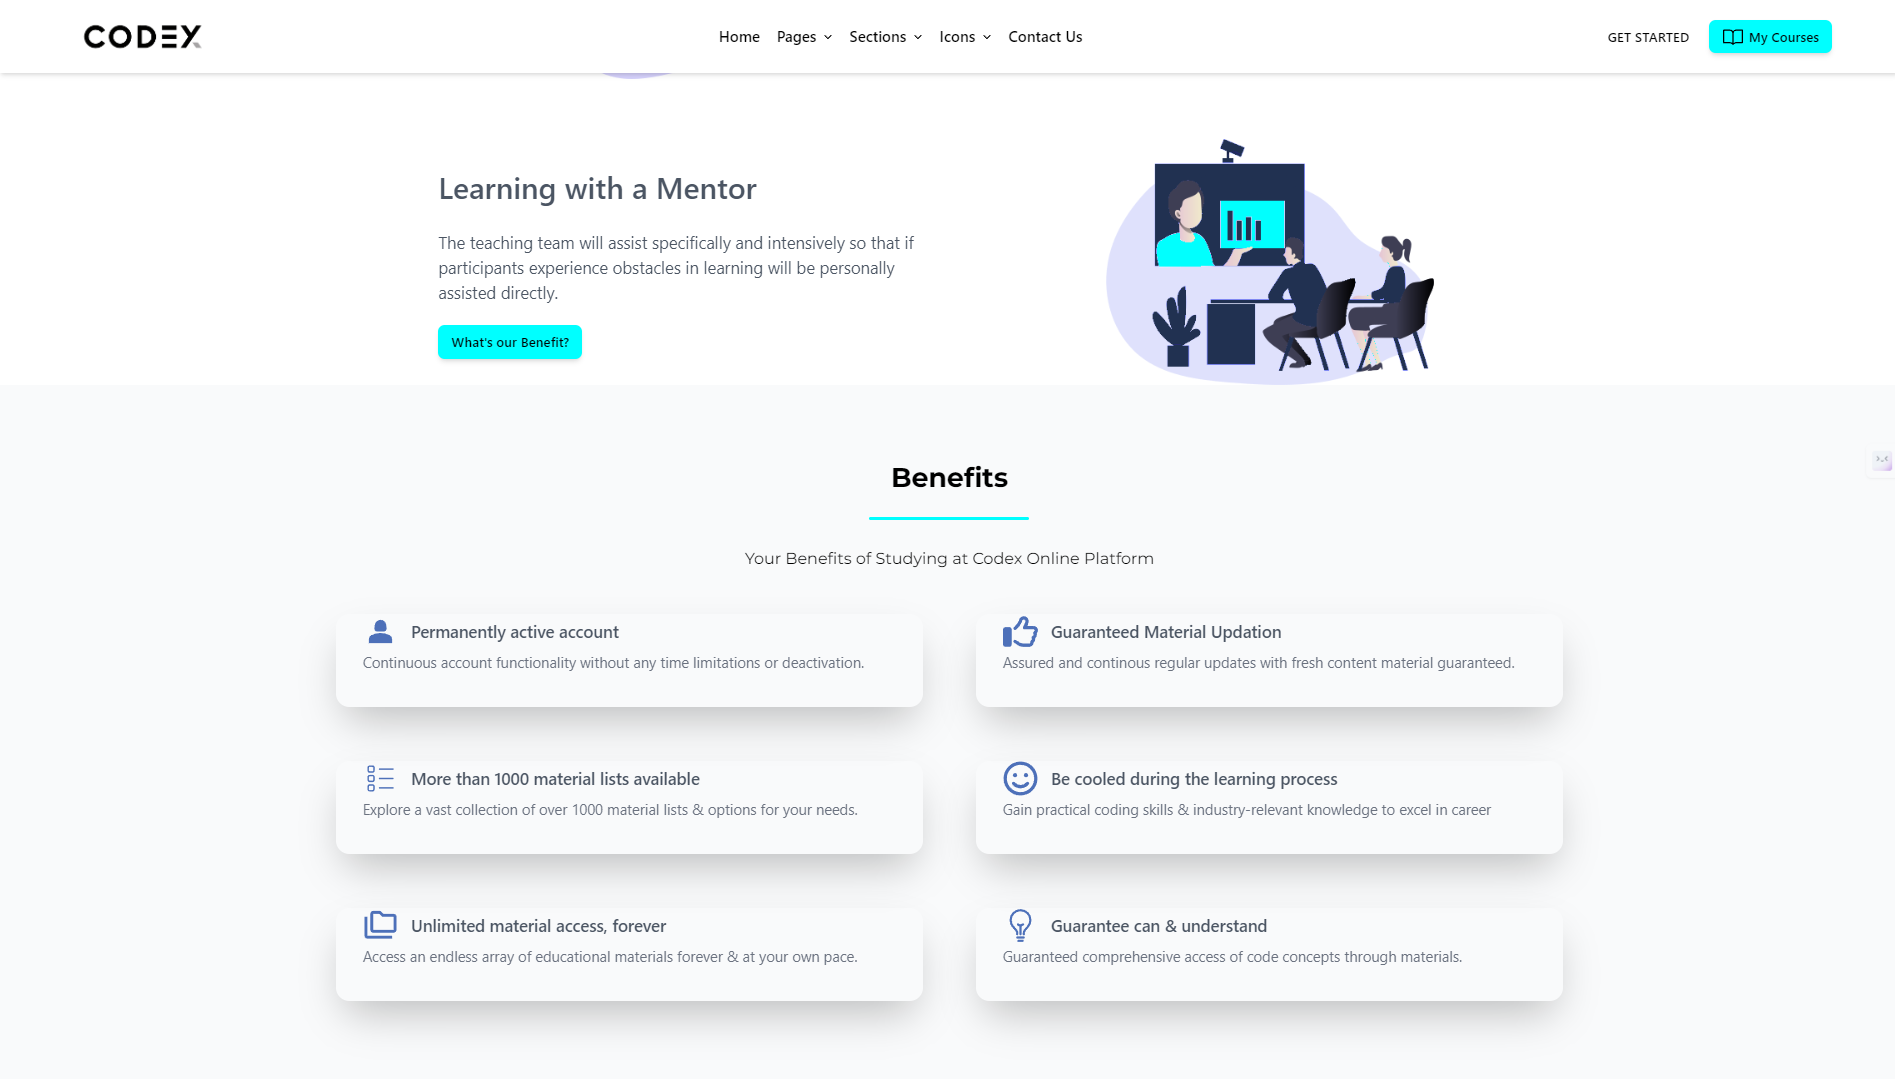 CODEX
Home Pages Sections Icons Contact Us
GET STARTED My Courses
Learning with a Mentor
The teaching team will assist specifically and intensively so that if
participants experience obstacles in learning will be personally
assisted directly.
What's our Benefit?
Benefits
Your Benefits of Studying at Codex Online Platform
Permanently active account
Continuous account functionality without any time limitations or deactivation.
Guaranteed Material Updation
Assured and continous regular updates with fresh content material guaranteed.
More than 1000 material lists available
Explore a vast collection of over 1000 material lists & options for your needs.
Be cooled during the learning process
Gain practical coding skills & industry-relevant knowledge to excel in career
Unlimited material access, forever
Access an endless array of educational materials forever & at your own pace.
Guarantee can & understand
Guaranteed comprehensive access of code concepts through materials.